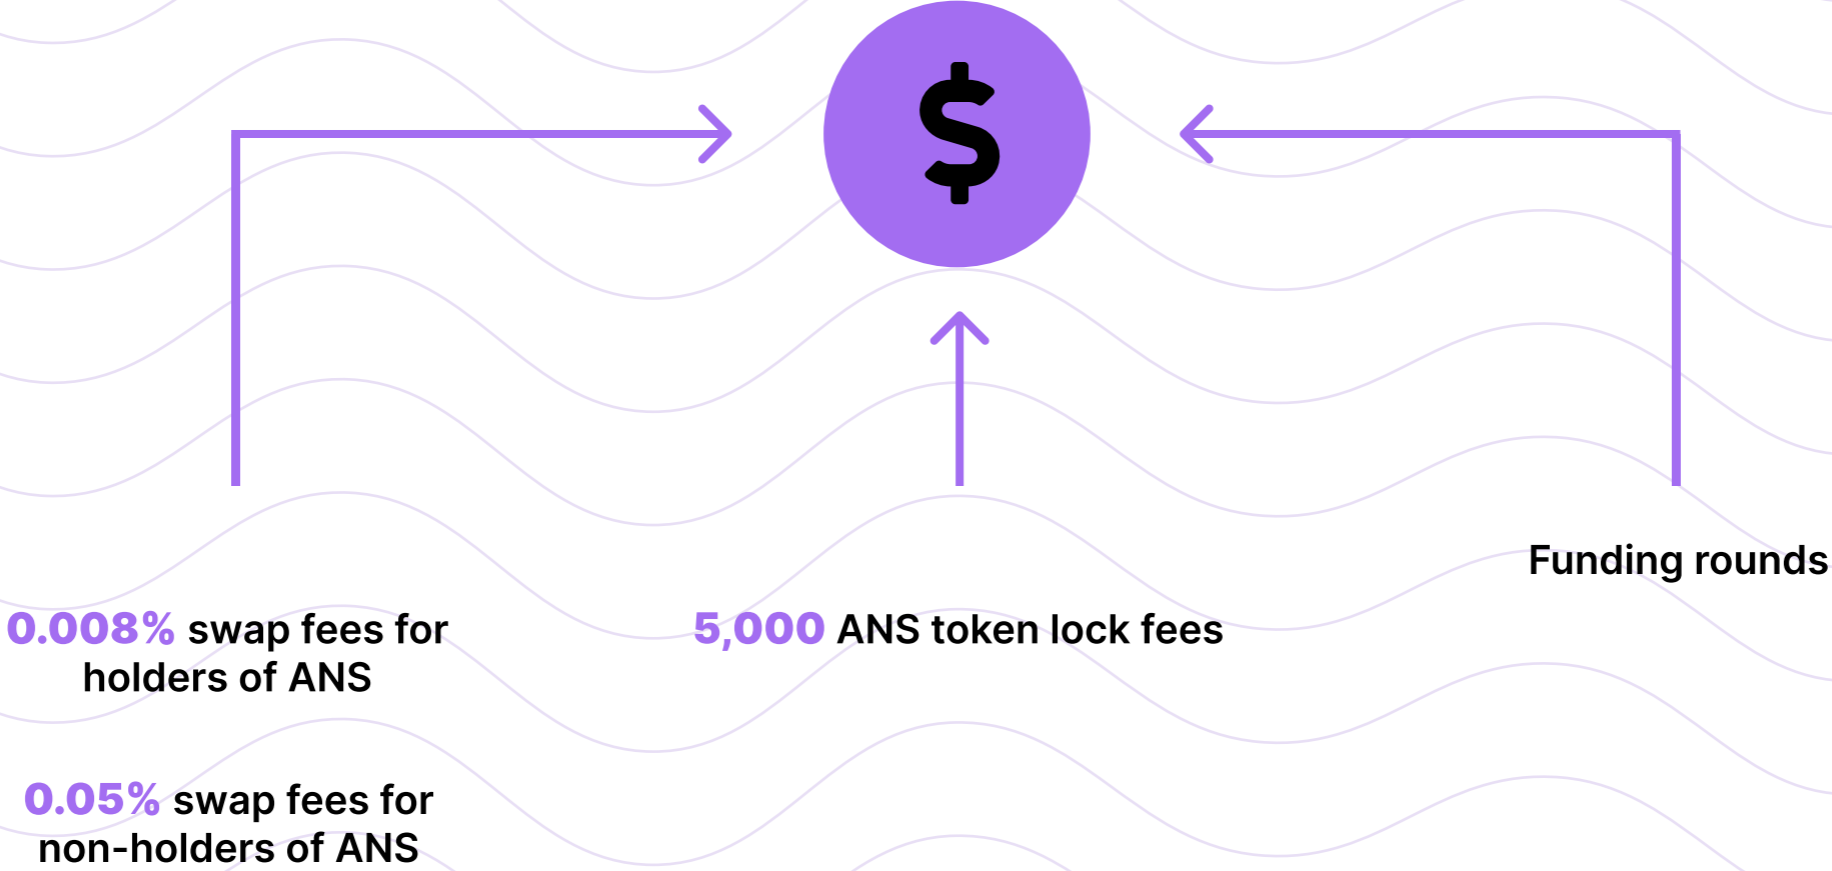 $
Funding rounds
0.008% swap fees for
holders of ANS
5,000 ANS token lock fees
0.05% swap fees for
non-holders of ANS